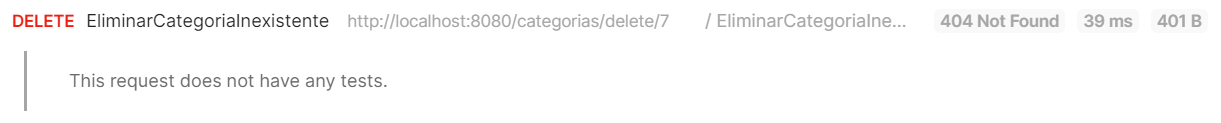 DELETE EliminarCategoriaInexistente http://localhost:8080/categorias/delete/7 / EliminarCategoriaIne... 404 Not Found 39 ms 401 B
This request does not have any tests.